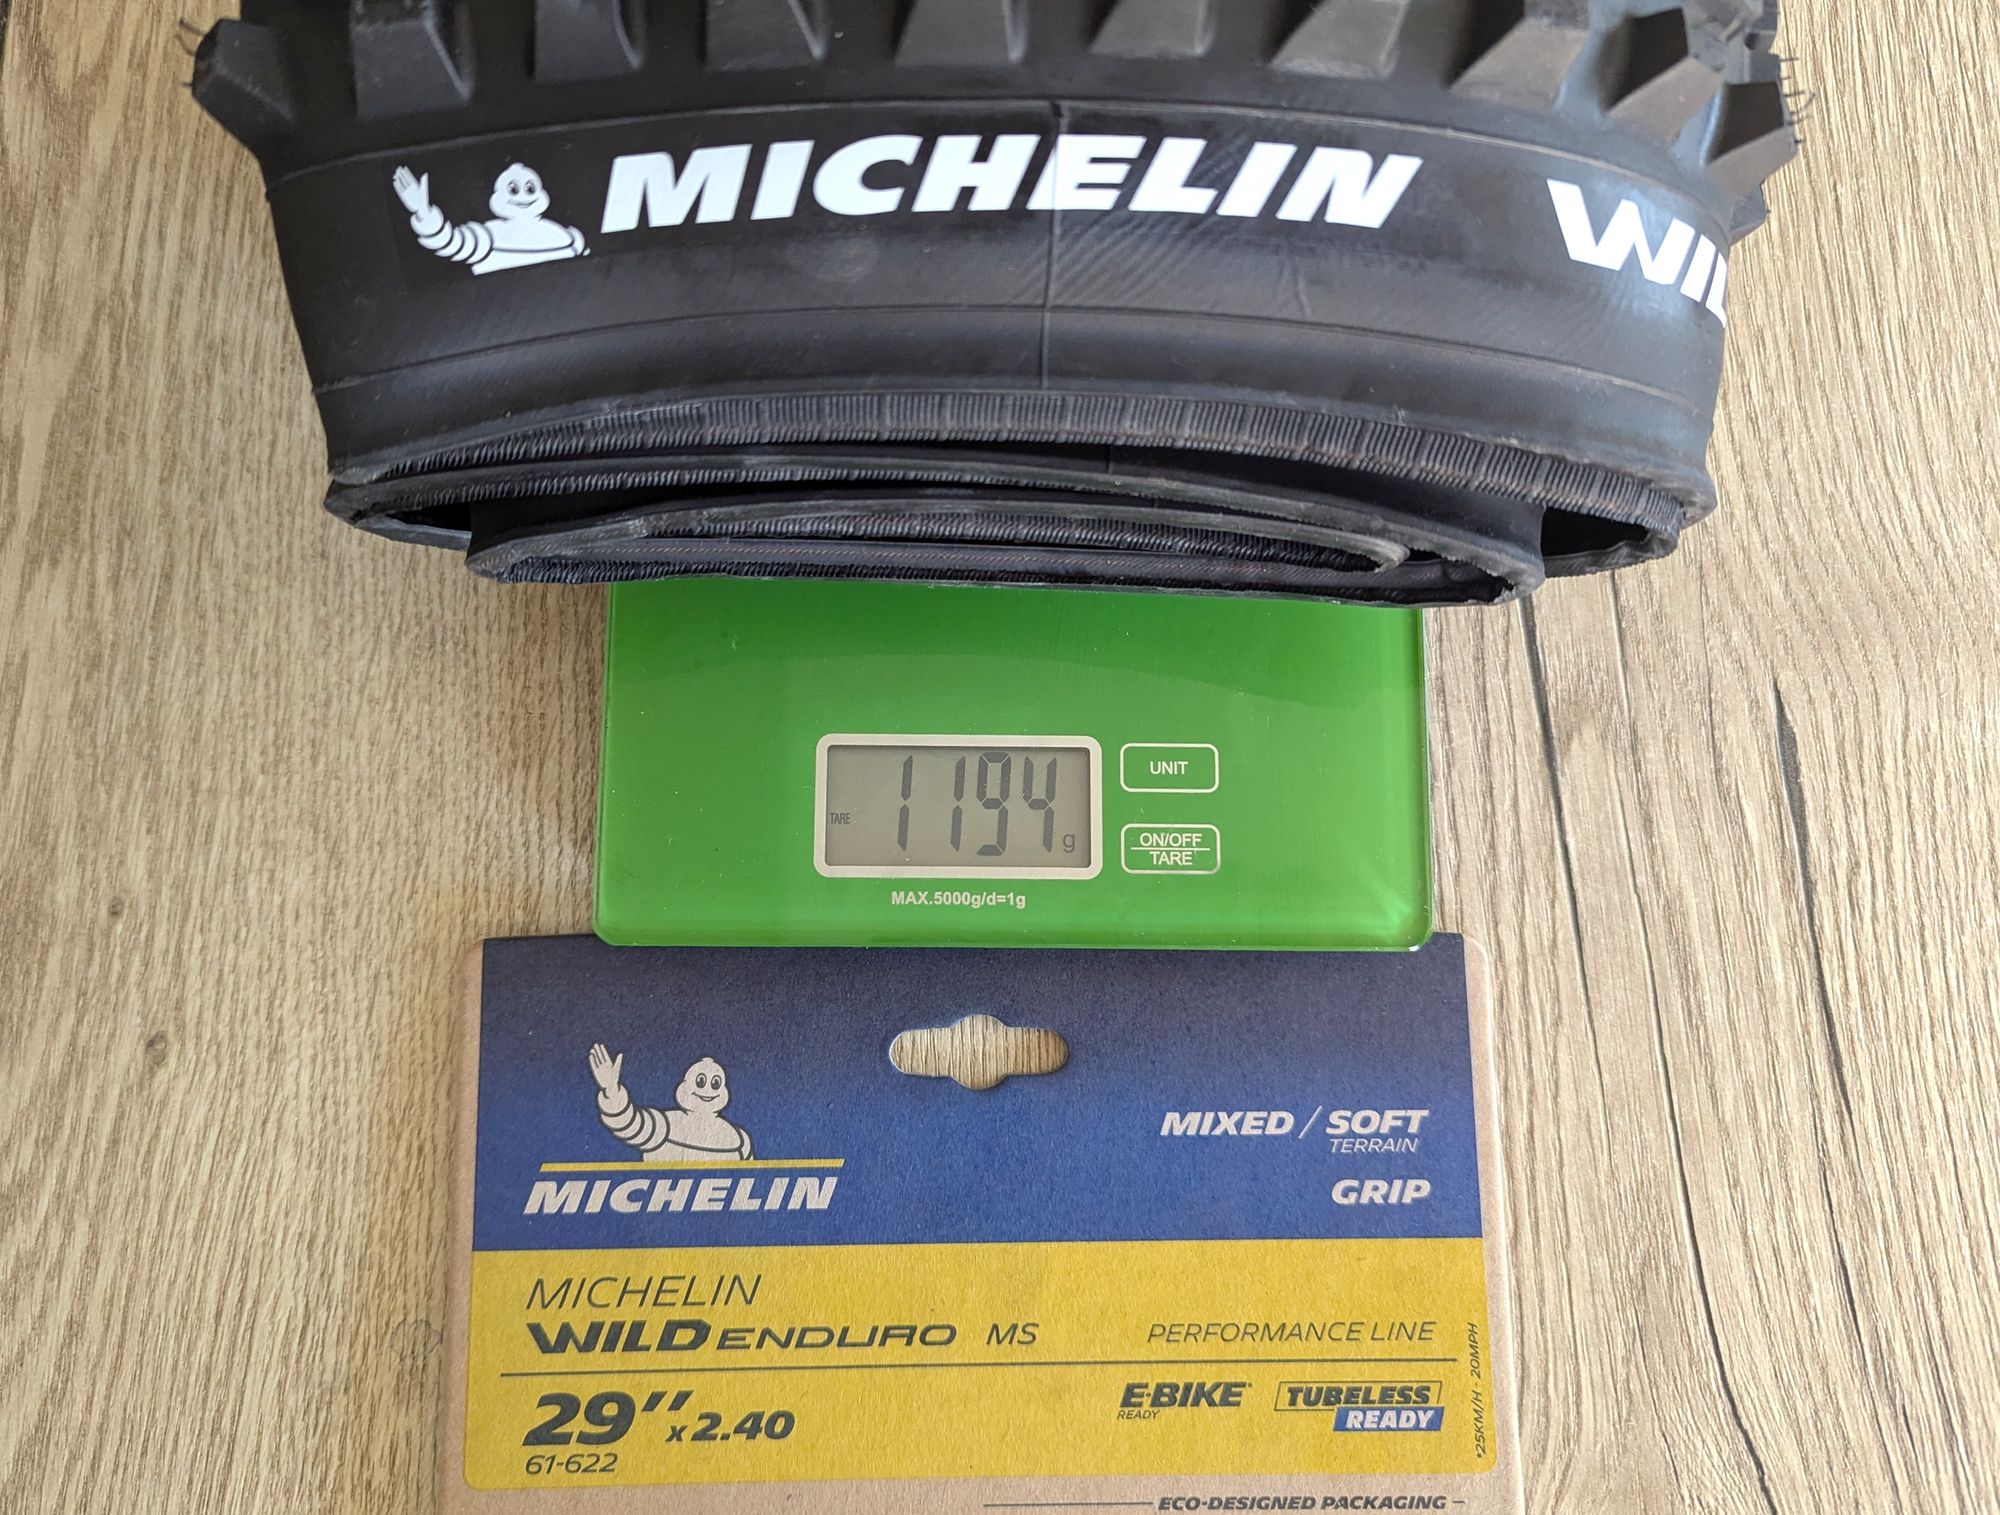 MICHELIN WIL
1194 g
TARE
UNIT
ON/OFF
TARE
MAX.5000g/d=1g
MICHELIN
MIXED / SOFT
TERRAIN
GRIP
MICHELIN
WILD ENDURO MS
PERFORMANCE LINE
29” x 2.40
61-622
E-BIKE*
READY
TUBELESS
READY
*25KM/H - 20MPH
ECO-DESIGNED PACKAGING